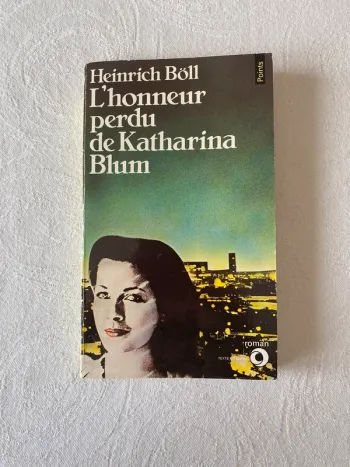 Heinrich Böll
L'honneur
perdu
de Katharina
Blum
Points
roman